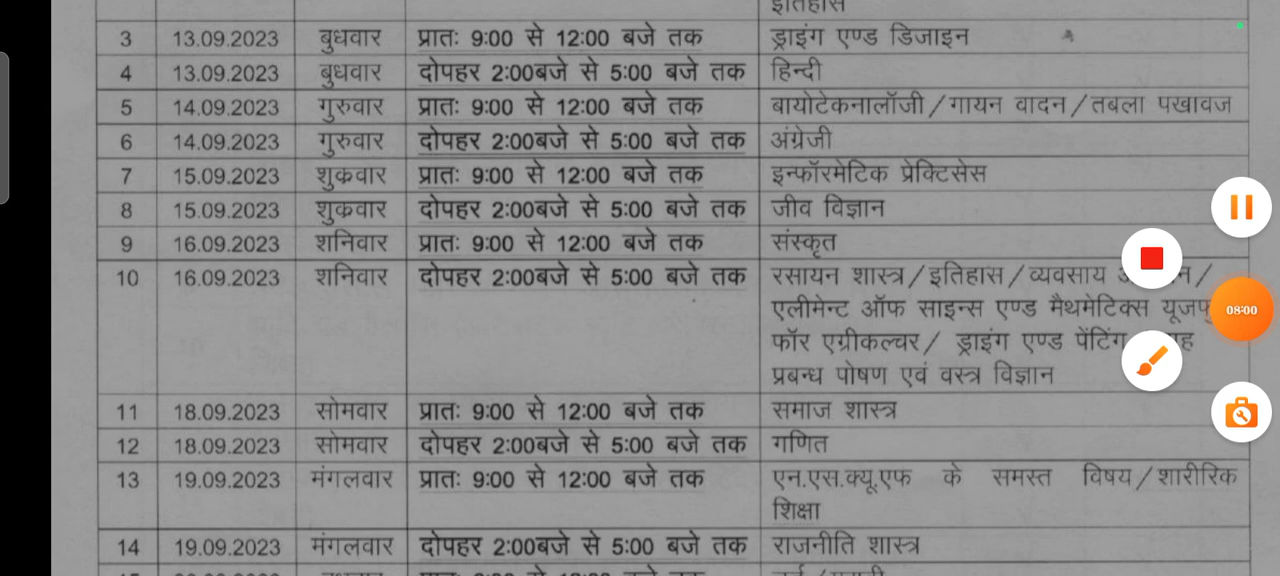 इतिहास
3 13.09.2023 बुधवार प्रातः 9:00 से 12:00 बजे तक ड्राइंग एण्ड डिजाइन
4 13.09.2023 बुधवार दोपहर 2:00बजे से 5:00 बजे तक हिन्दी
5 14.09.2023 गुरुवार प्रातः 9:00 से 12:00 बजे तक बायोटेकनालॉजी/गायन वादन/तबला पखावज
6 14.09.2023 गुरुवार दोपहर 2:00बजे से 5:00 बजे तक अंग्रेजी
7 15.09.2023 शुक्रवार प्रातः 9:00 से 12:00 बजे तक इन्फॉरमेटिक प्रेक्टिसेस
8 15.09.2023 शुक्रवार दोपहर 2:00बजे से 5:00 बजे तक जीव विज्ञान
9 16.09.2023 शनिवार प्रातः 9:00 से 12:00 बजे तक संस्कृत
10 16.09.2023 शनिवार दोपहर 2:00बजे से 5:00 बजे तक रसायन शास्त्र/इतिहास/व्यवसाय
एलीमेन्ट ऑफ साइन्स एण्ड मैथमेटिक्स
फॉर एग्रीकल्चर/ ड्राइंग एण्ड पेंटिंग
प्रबन्ध पोषण एवं वस्त्र विज्ञान
11 18.09.2023 सोमवार प्रातः 9:00 से 12:00 बजे तक समाज शास्त्र
12 18.09.2023 सोमवार दोपहर 2:00बजे से 5:00 बजे तक गणित
13 19.09.2023 मंगलवार प्रातः 9:00 से 12:00 बजे तक एन.एस.क्यू.एफ के समस्त विषय/शारीरिक
शिक्षा
14 19.09.2023 मंगलवार दोपहर 2:00बजे से 5:00 बजे तक राजनीति शास्त्र
08:00